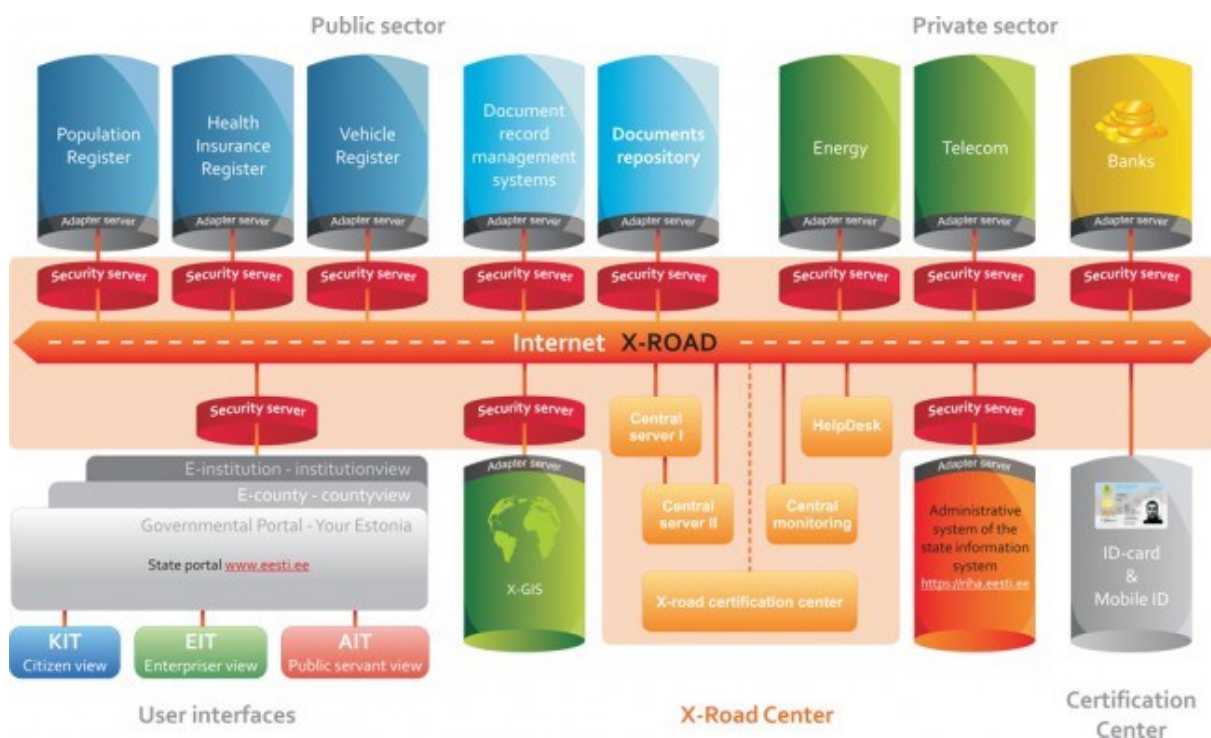 Public sector
Private sector
Population
Register
Health
Insurance
Register
Vehicle
Register
Document
record
management
systems
Documents
repository
Energy
Telecom
Banks
Adapter server
Adapter server
Adapter server
Adapter server
Adapter server
Adapter server
Adapter server
Adapter server
Security server
Security server
Security server
Security server
Security server
Security server
Security server
Security server
Internet X-ROAD
Security server
Security server
Central
server I
HelpDesk
Security server
E-institution - institutionview
E-county - countyview
Governmental Portal - Your Estonia
State portal www.eesti.ee
Adapter server
X-GIS
Central
server II
Central
monitoring
X-road certification center
Adapter server
Administrative
system of the
state information
system
https://riha.eesti.ee
ID-card
&
Mobile ID
KIT
Citizen view
EIT
Enterpriser view
AIT
Public servant view
User interfaces
X-Road Center
Certification
Center